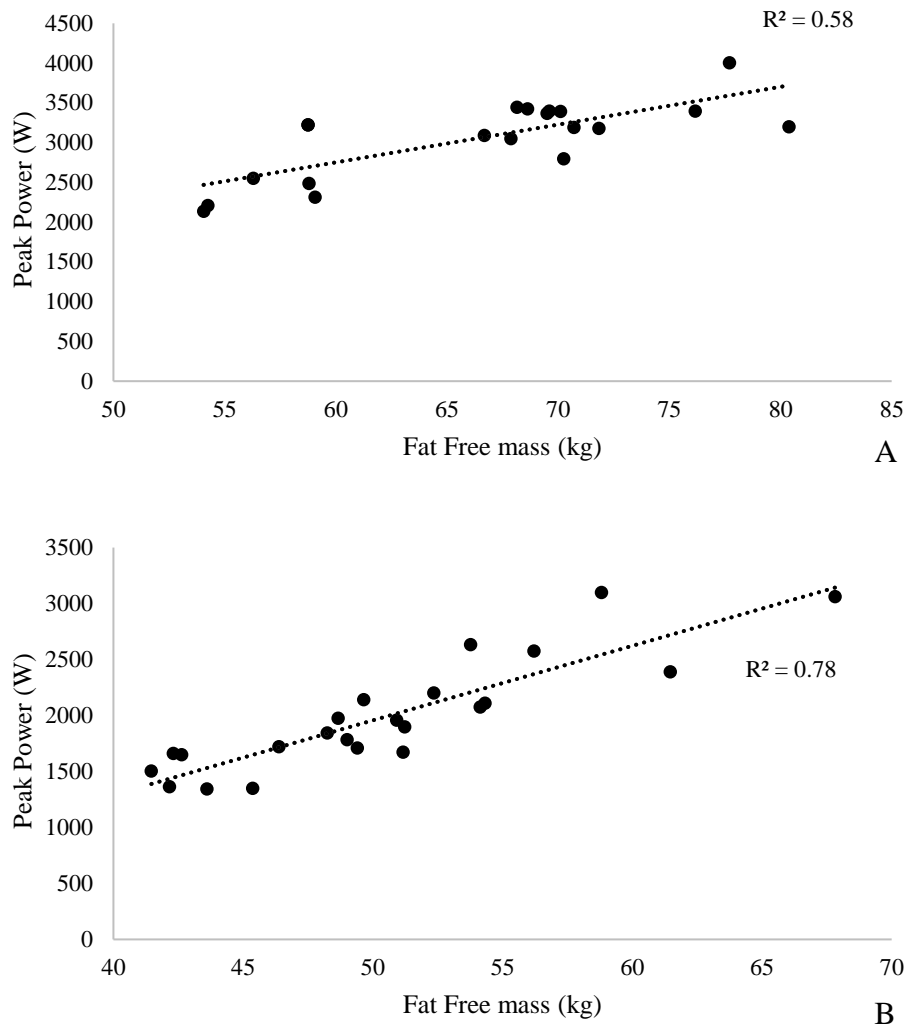 R² = 0.58
4500
4000
3500
3000
2500
2000
1500
1000
500
0
Peak Power (W)
50 55 60 65 70 75 80 85
Fat Free mass (kg)
A
3500
3000
2500
2000
1500
1000
500
0
Peak Power (W)
R² = 0.78
40 45 50 55 60 65 70
Fat Free mass (kg)
B